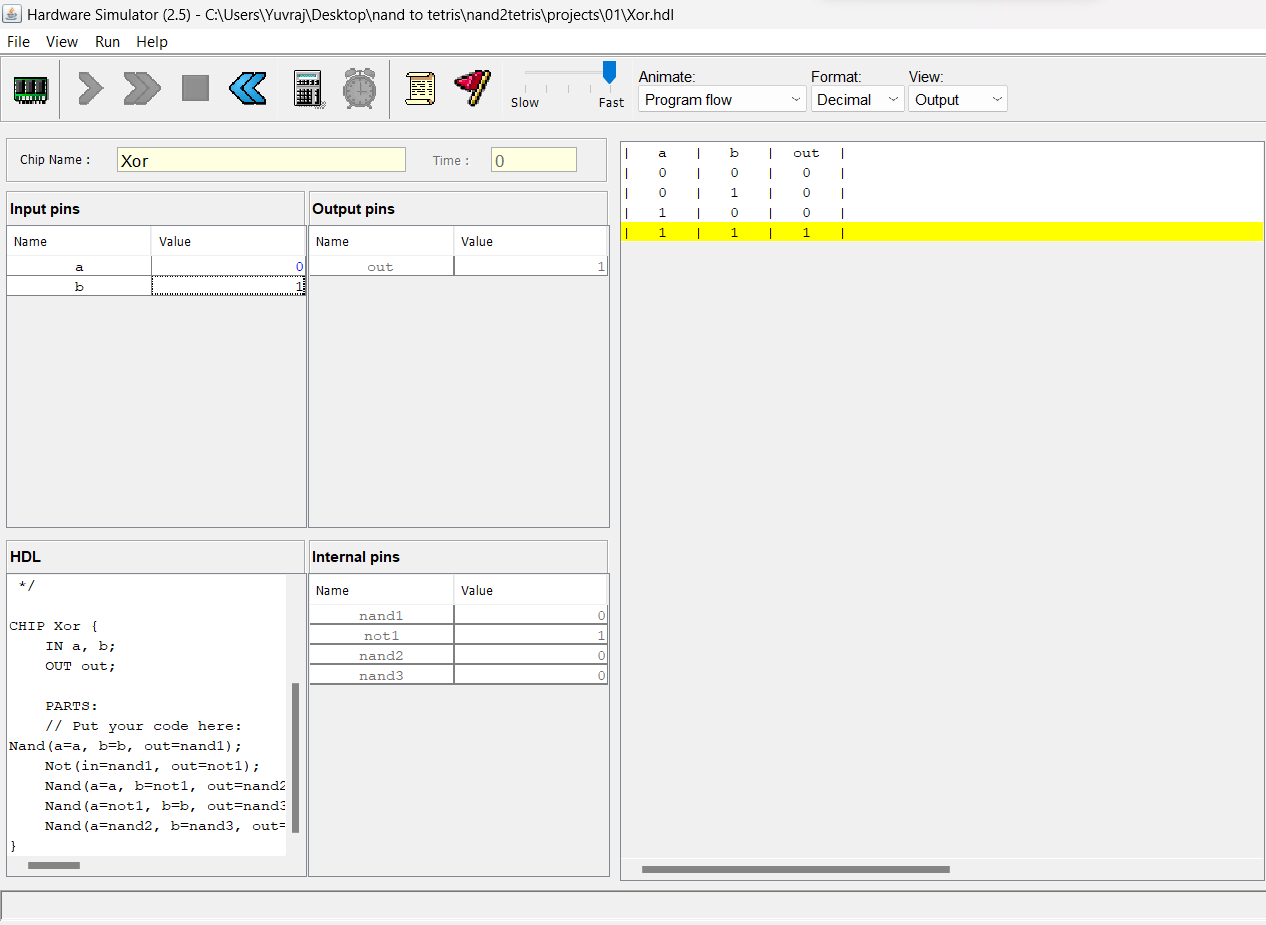 Hardware Simulator (2.5) - C:\Users\Yuvraj\Desktop\nand to tetris\nand2tetris\projects\01\Xor.hdl
File View Run Help
Slow Fast
Animate: Format: View:
Program flow Decimal Output
Chip Name : Xor Time : 0
Input pins
Name Value
a 0
b 1
Output pins
Name Value
out 1
HDL
*/
CHIP Xor {
IN a, b;
OUT out;
PARTS:
// Put your code here:
Nand(a=a, b=b, out=nand1);
Not(in=nand1, out=not1);
Nand(a=a, b=not1, out=nand2
Nand(a=not1, b=b, out=nand3
Nand(a=nand2, b=nand3, out=
}
Internal pins
Name Value
nand1 0
not1 1
nand2 0
nand3 0
| a | b | out |
| 0 | 0 | 0 |
| 0 | 1 | 0 |
| 1 | 0 | 0 |
| 1 | 1 | 1 |